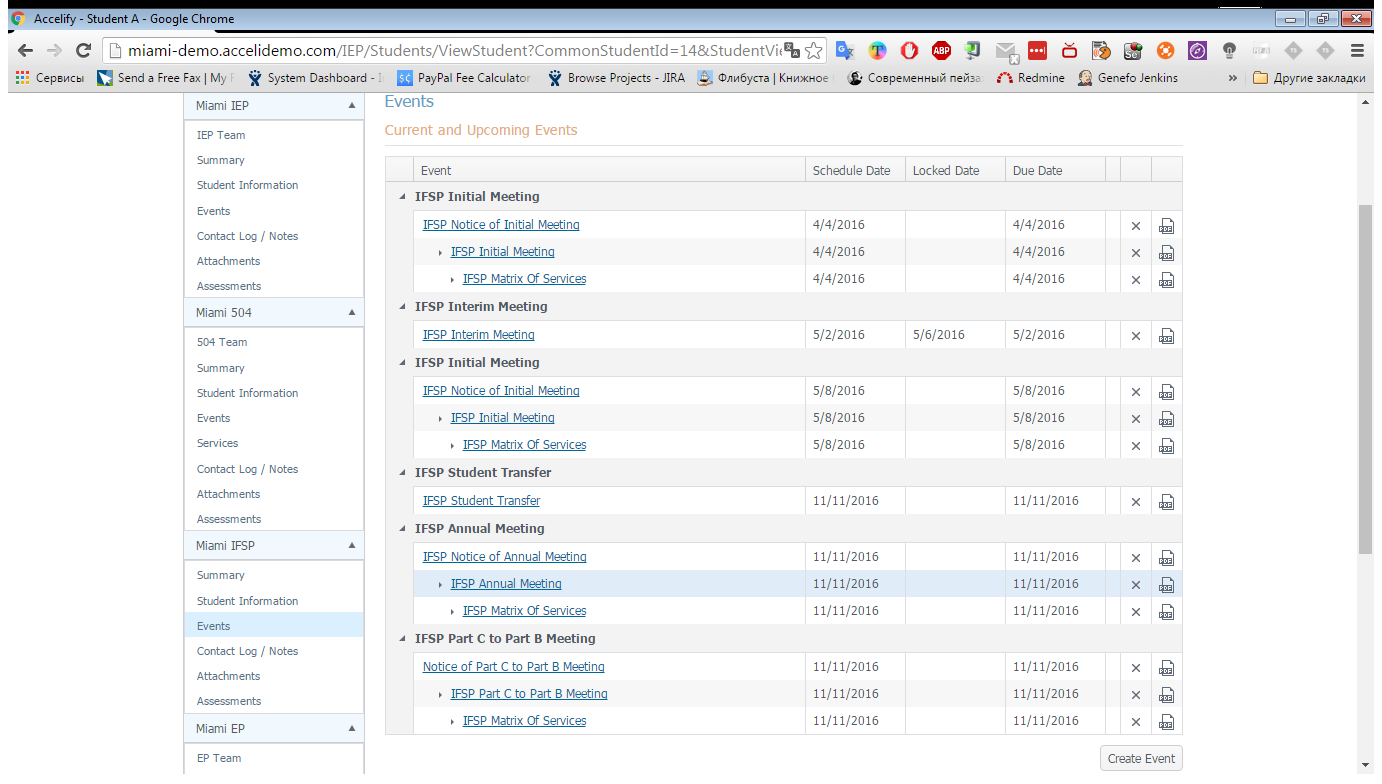 Accelify - Student A - Google Chrome
miami-demo.accelidemo.com/IEP/Students/ViewStudent?CommonStudentId=14&StudentVie
Сервисы Send a Free Fax | My F System Dashboard - PayPal Fee Calculator Browse Projects - JIRA Флибуста | Книжное Современный пейза Redmine Genefo Jenkins » Другие закладки
Miami IEP
IEP Team
Summary
Student Information
Events
Contact Log / Notes
Attachments
Assessments
Miami 504
504 Team
Summary
Student Information
Events
Services
Contact Log / Notes
Attachments
Assessments
Miami IFSP
Summary
Student Information
Events
Contact Log / Notes
Attachments
Assessments
Miami EP
EP Team
Events
Current and Upcoming Events
Event Schedule Date Locked Date Due Date
IFSP Initial Meeting
IFSP Notice of Initial Meeting 4/4/2016 4/4/2016
IFSP Initial Meeting 4/4/2016 4/4/2016
IFSP Matrix Of Services 4/4/2016 4/4/2016
IFSP Interim Meeting
IFSP Interim Meeting 5/2/2016 5/6/2016 5/2/2016
IFSP Initial Meeting
IFSP Notice of Initial Meeting 5/8/2016 5/8/2016
IFSP Initial Meeting 5/8/2016 5/8/2016
IFSP Matrix Of Services 5/8/2016 5/8/2016
IFSP Student Transfer
IFSP Student Transfer 11/11/2016 11/11/2016
IFSP Annual Meeting
IFSP Notice of Annual Meeting 11/11/2016 11/11/2016
IFSP Annual Meeting 11/11/2016 11/11/2016
IFSP Matrix Of Services 11/11/2016 11/11/2016
IFSP Part C to Part B Meeting
Notice of Part C to Part B Meeting 11/11/2016 11/11/2016
IFSP Part C to Part B Meeting 11/11/2016 11/11/2016
IFSP Matrix Of Services 11/11/2016 11/11/2016
Create Event